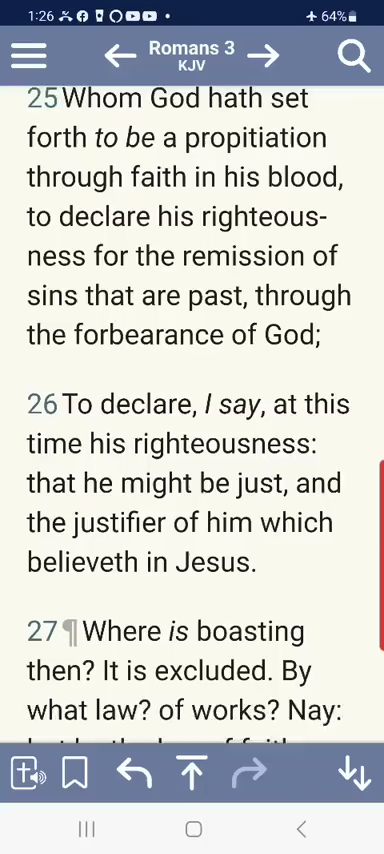 1:26
64%
Romans 3
KJV
25 Whom God hath set
forth to be a propitiation
through faith in his blood,
to declare his righteous-
ness for the remission of
sins that are past, through
the forbearance of God;
26 To declare, I say, at this
time his righteousness:
that he might be just, and
the justifier of him which
believeth in Jesus.
27 ¶ Where is boasting
then? It is excluded. By
what law? of works? Nay: